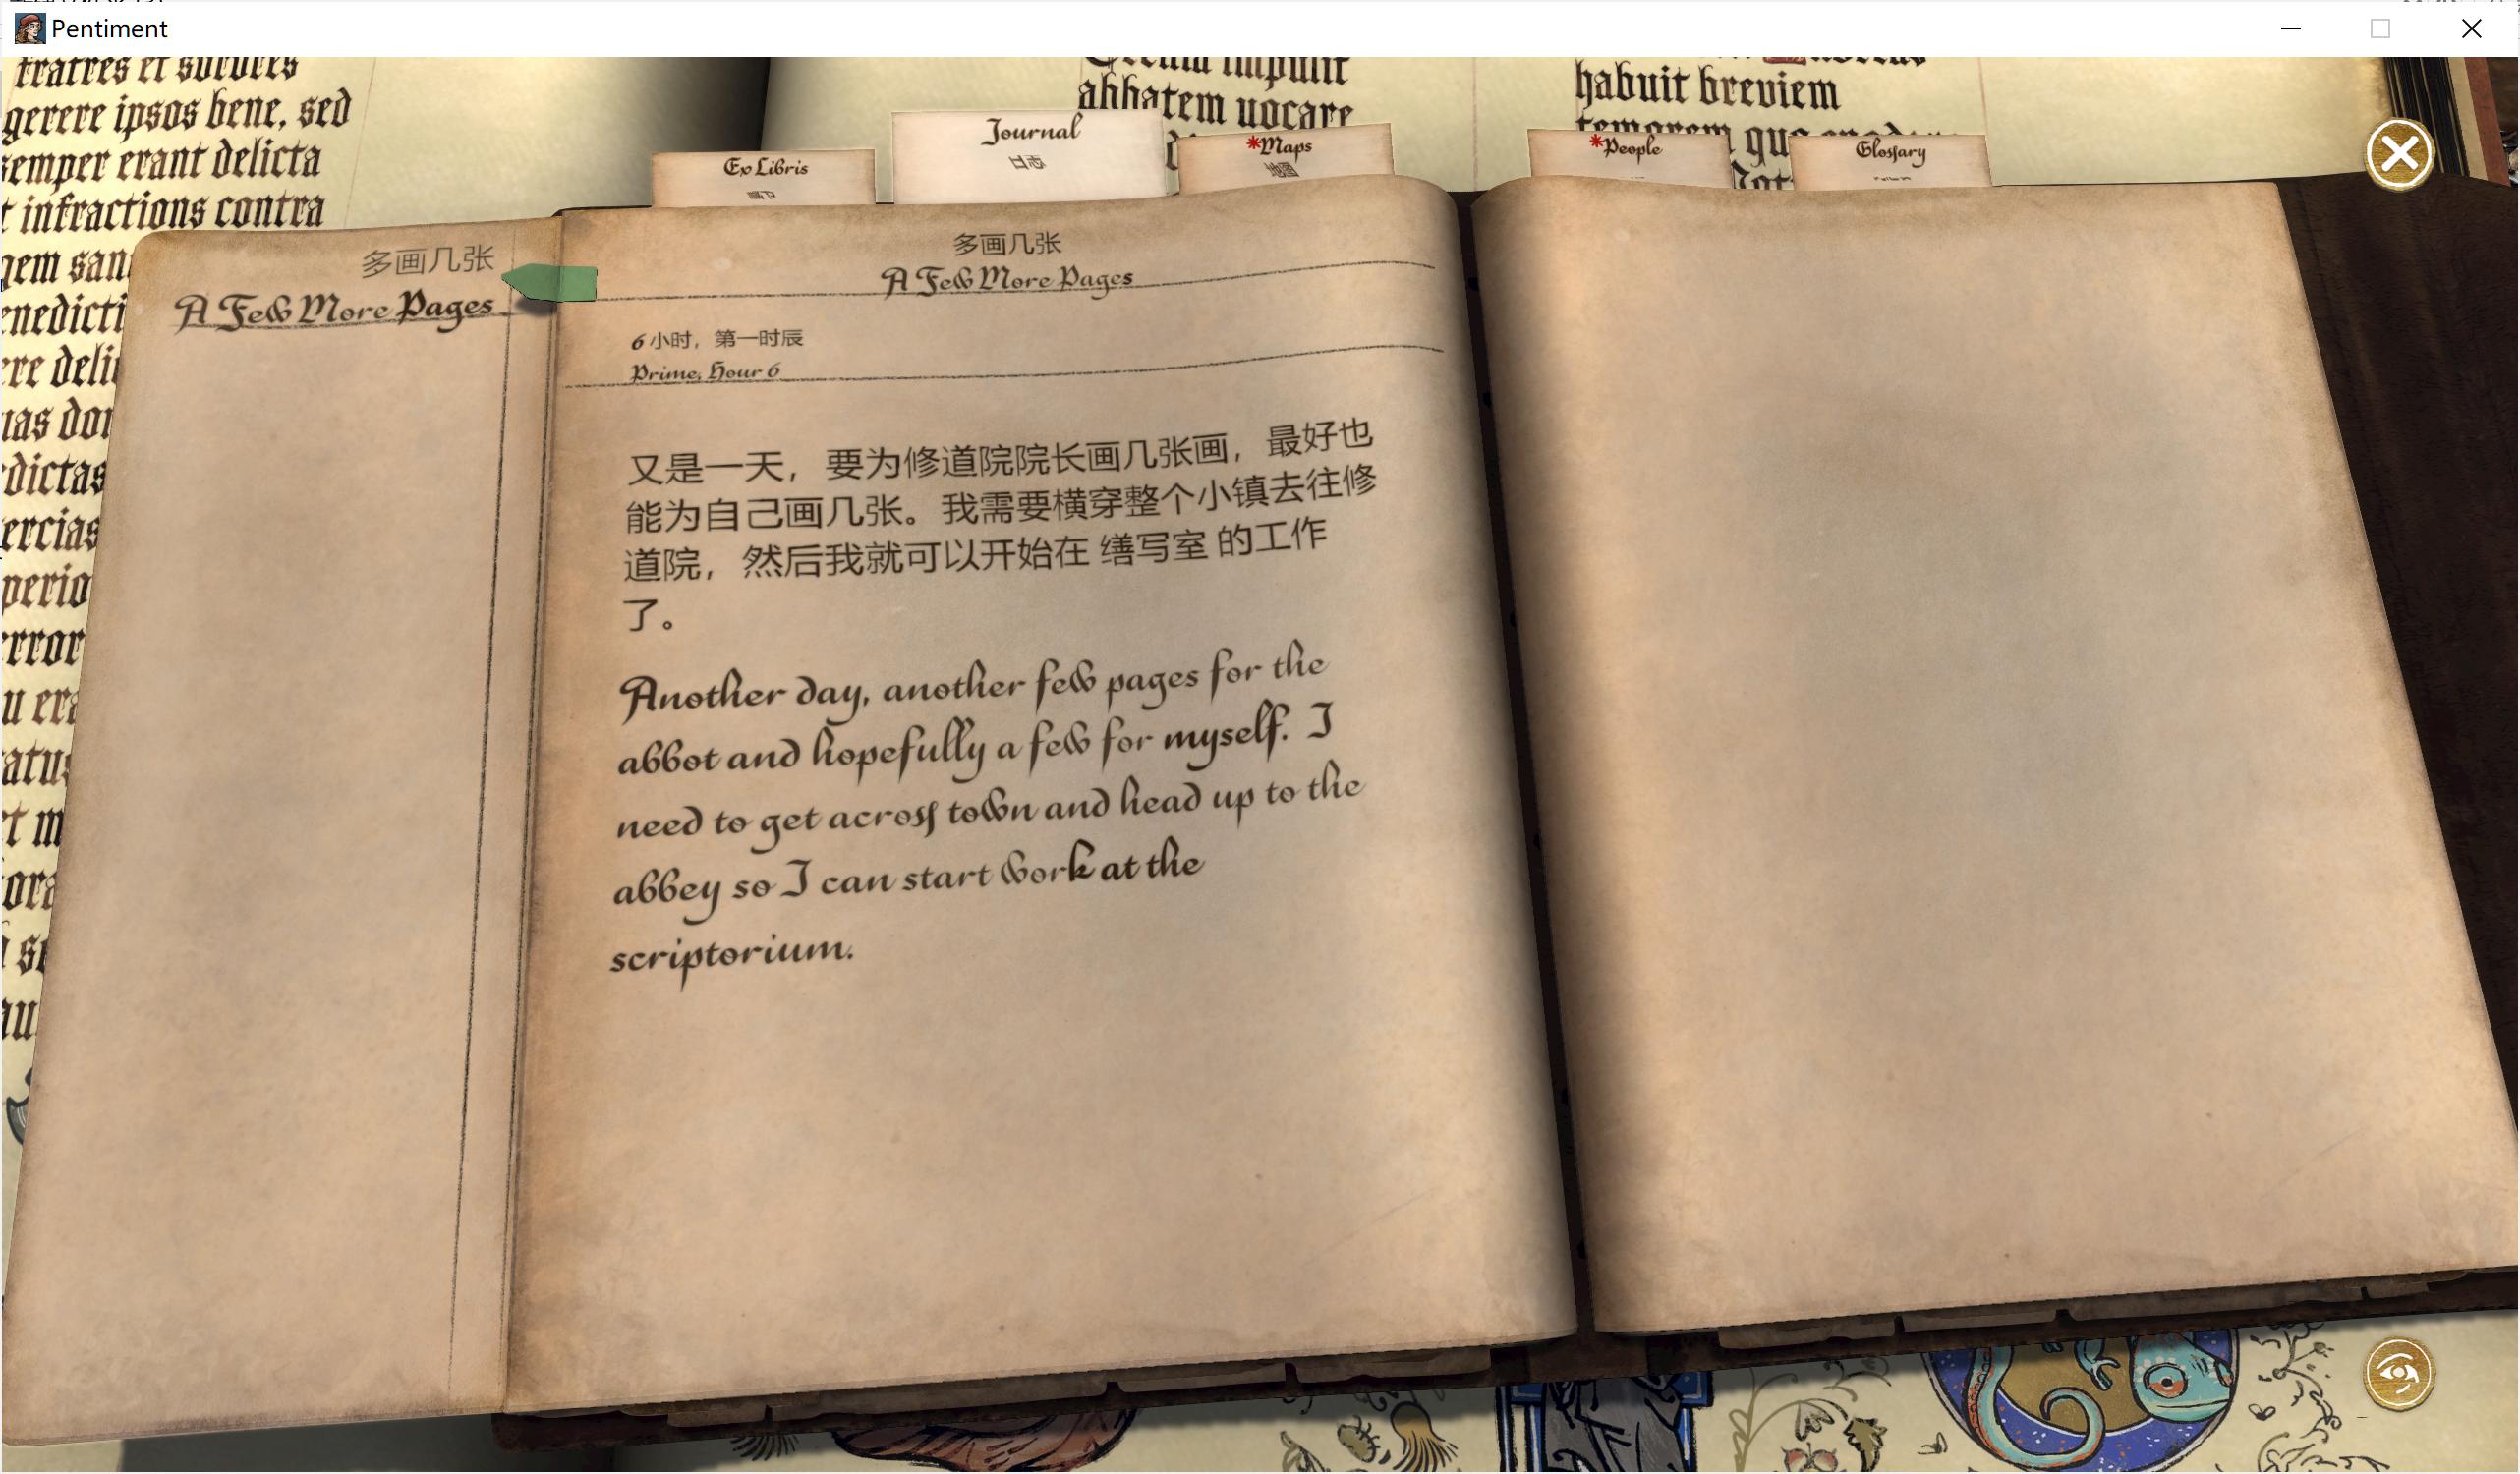 Pentiment
fratres et sorores
gerere ipsos bene, sed
semper erant delicta
infractions contra
abbatem uocare
habuit breviem
Ex Libris
Journal
日志
*Maps
地图
*People
Glossary
多画几张
A Few More Pages
多画几张
A Few More Pages
6 小时，第一时辰
Prime, Hour 6
又是一天，要为修道院院长画几张画，最好也
能为自己画几张。我需要横穿整个小镇去往修
道院，然后我就可以开始在 缮写室 的工作
了。
Another day, another few pages for the
abbot and hopefully a few for myself. I
need to get across town and head up to the
abbey so I can start work at the
scriptorium.